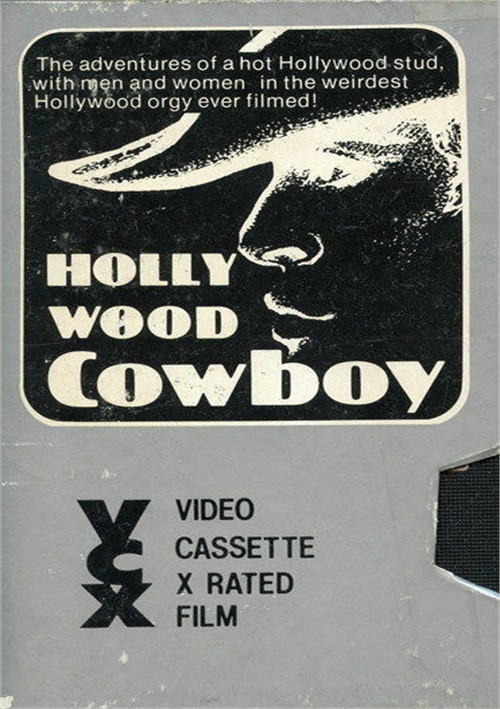 The adventures of a hot Hollywood stud,
with men and women in the weirdest
Hollywood orgy ever filmed!
HOLLY
WOOD
Cowboy
VCX
VIDEO
CASSETTE
X RATED
FILM